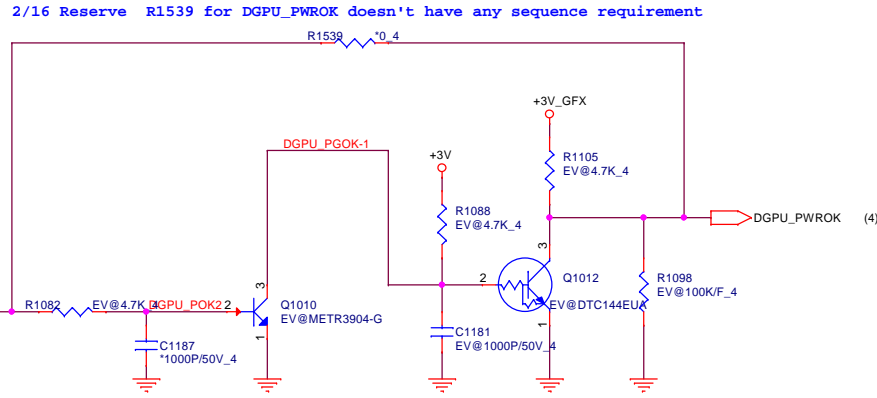 2/16 Reserve R1539 for DGPU_PWROK doesn't have any sequence requirement
R1539 *0_4
+3V_GFX
DGPU_PGOK-1
+3V
R1105
EV@4.7K_4
R1088
EV@4.7K_4
DGPU_PWROK (4)
3
3
2
Q1012
EV@DTC144EUA
R1098
EV@100K/F_4
R1082 EV@4.7K_4
DGPU_POK2
2
Q1010
EV@METR3904-G
1
1
C1181
EV@1000P/50V_4
C1187
*1000P/50V_4